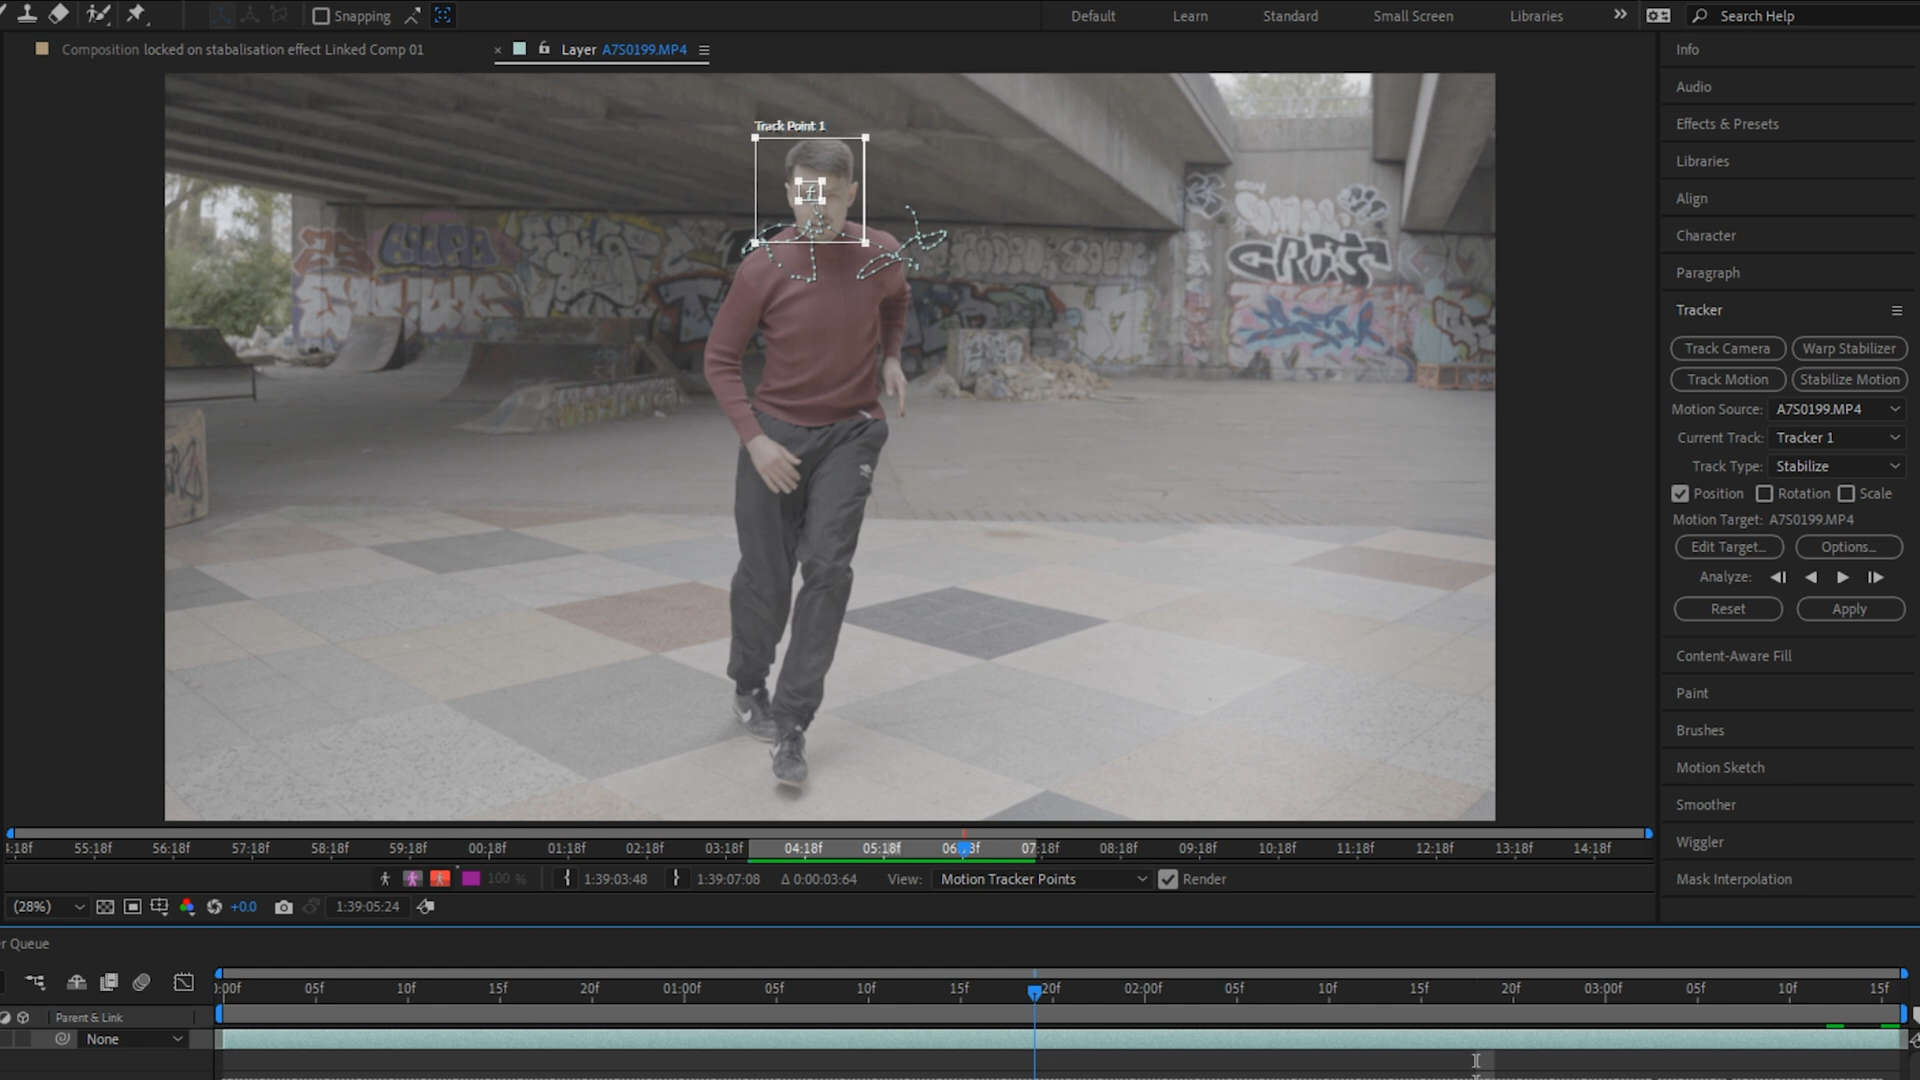 Snapping
Default
Learn
Standard
Small Screen
Libraries
Search Help
Composition locked on stabalisation effect Linked Comp 01
Layer A7S0199.MP4
Info
Audio
Effects & Presets
Libraries
Align
Character
Paragraph
Tracker
Track Camera
Warp Stabilizer
Track Motion
Stabilize Motion
Motion Source: A7S0199.MP4
Current Track: Tracker 1
Track Type: Stabilize
Position Rotation Scale
Motion Target: A7S0199.MP4
Edit Target...
Options...
Analyze:
Reset
Apply
Content-Aware Fill
Paint
Brushes
Motion Sketch
Smoother
Wiggler
Mask Interpolation
Track Point 1
4:18f 55:18f 56:18f 57:18f 58:18f 59:18f 00:18f 01:18f 02:18f 03:18f 04:18f 05:18f 07:18f 08:18f 09:18f 10:18f 11:18f 12:18f 13:18f 14:18f
100 % { 1:39:03:48 } 1:39:07:08 Δ 0:00:03:64 View: Motion Tracker Points Render
(28%) +0.0 1:39:05:24
r Queue
):00f 05f 10f 15f 20f 01:00f 05f 10f 15f 20f 02:00f 05f 10f 15f 20f 03:00f 05f 10f 15f
Parent & Link
None